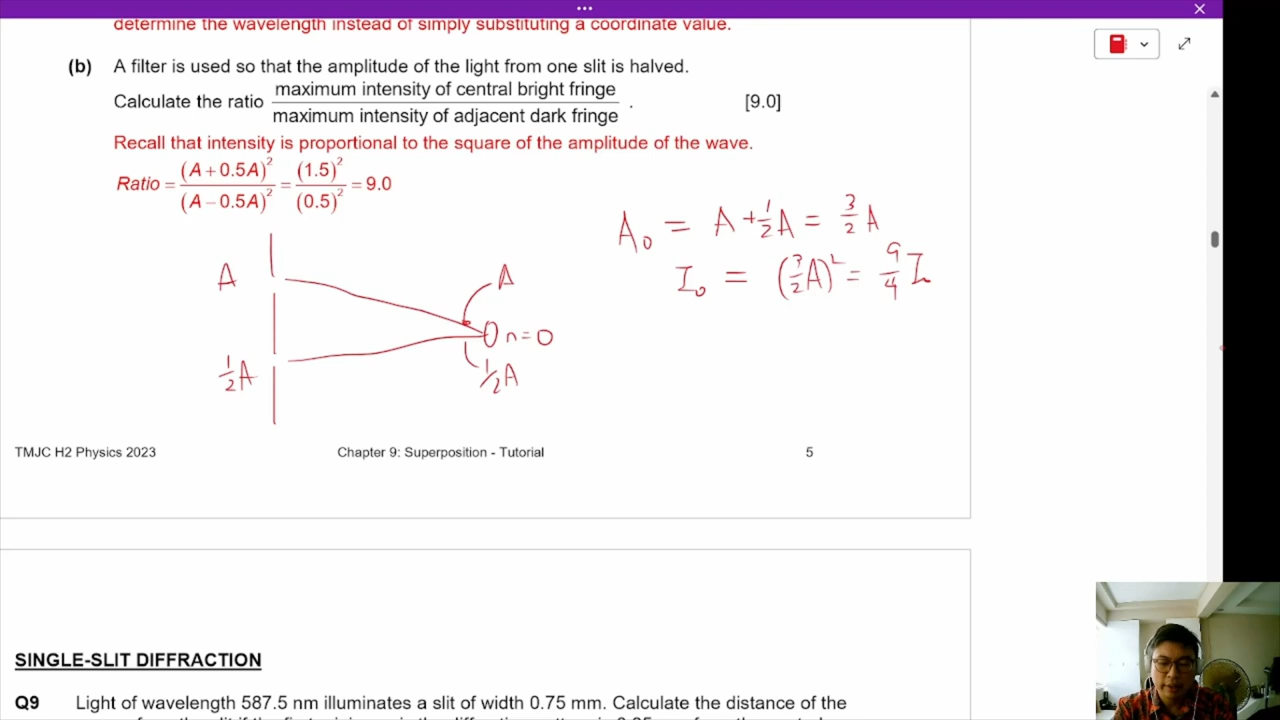 determine the wavelength instead of simply substituting a coordinate value.
(b) A filter is used so that the amplitude of the light from one slit is halved.
Calculate the ratio maximum intensity of central bright fringe / maximum intensity of adjacent dark fringe . [9.0]
Recall that intensity is proportional to the square of the amplitude of the wave.
Ratio = (A + 0.5A)² / (A − 0.5A)² = (1.5)² / (0.5)² = 9.0
A₀ = A + ½A = 3/2 A
I₀ = (3/2 A)² = 9/4 I
A
A
n=0
½A
½A
TMJC H2 Physics 2023 Chapter 9: Superposition - Tutorial 5
SINGLE-SLIT DIFFRACTION
Q9 Light of wavelength 587.5 nm illuminates a slit of width 0.75 mm. Calculate the distance of the